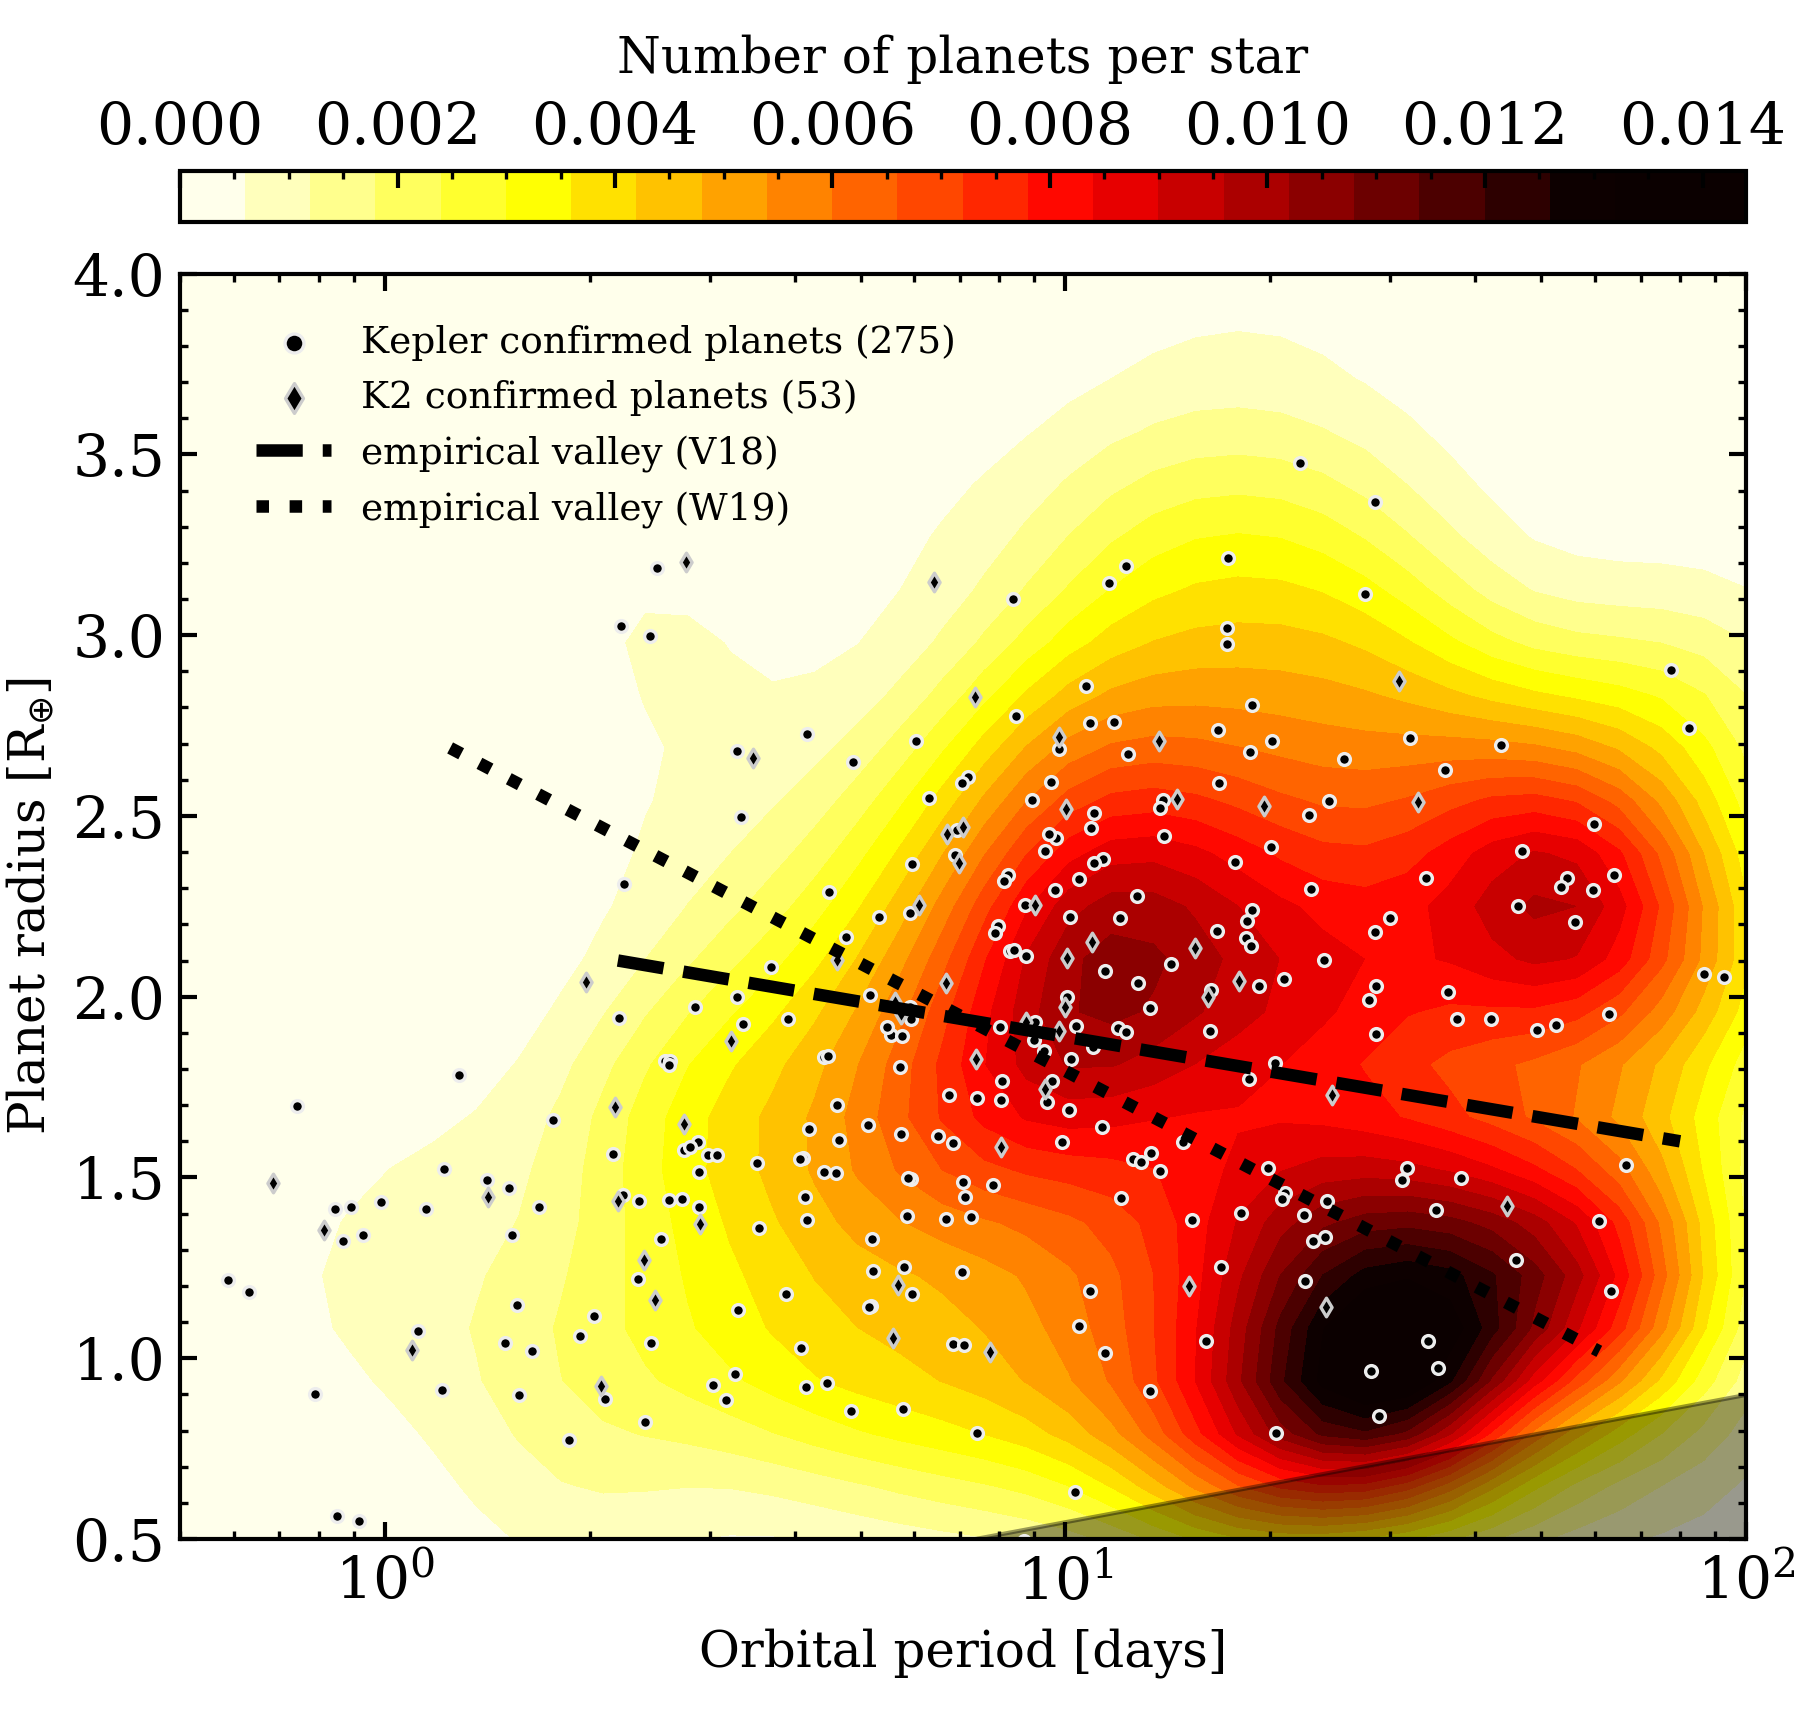 Number of planets per star
0.000 0.002 0.004 0.006 0.008 0.010 0.012 0.014
4.0
3.5
3.0
2.5
2.0
1.5
1.0
0.5
Planet radius [R⊕]
Kepler confirmed planets (275)
K2 confirmed planets (53)
empirical valley (V18)
empirical valley (W19)
10⁰ 10¹ 10²
Orbital period [days]